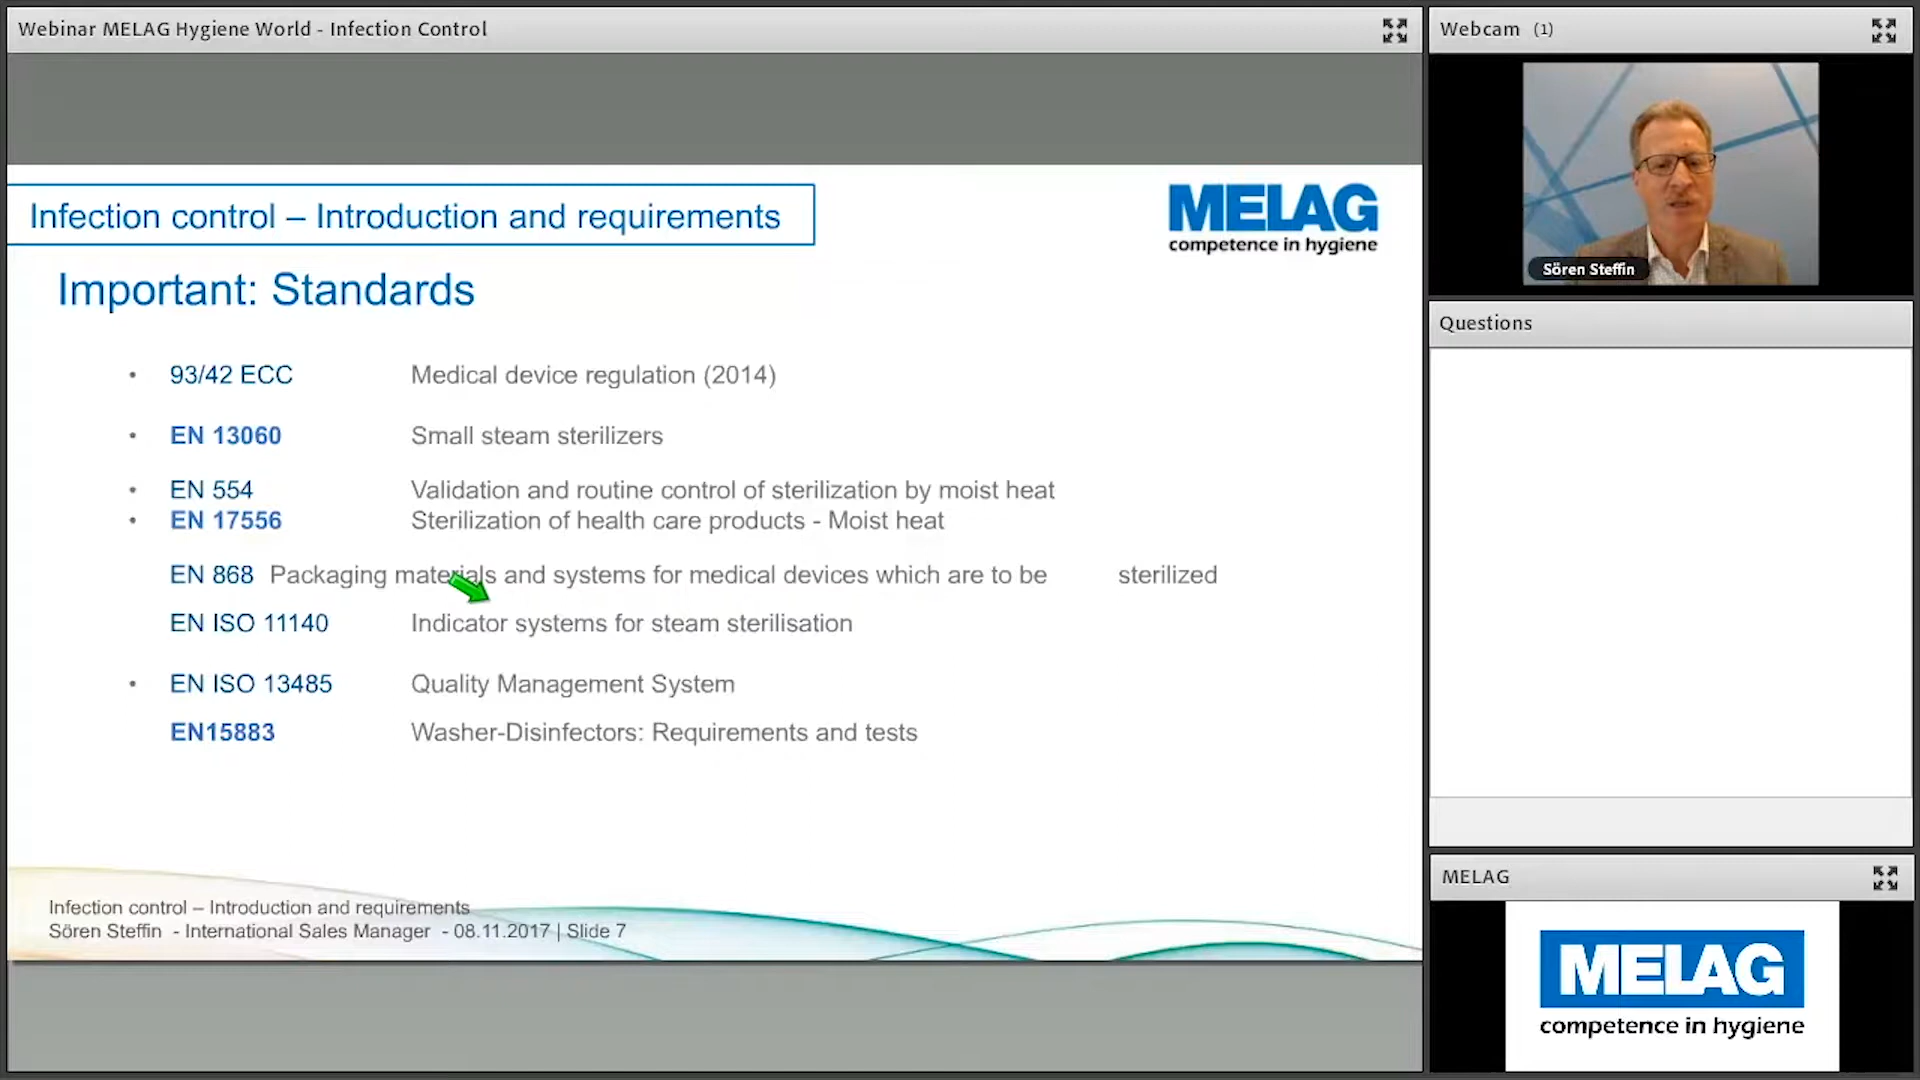 Webinar MELAG Hygiene World - Infection Control
Infection control – Introduction and requirements
MELAG
competence in hygiene
Important: Standards
• 93/42 ECC Medical device regulation (2014)
• EN 13060 Small steam sterilizers
• EN 554 Validation and routine control of sterilization by moist heat
• EN 17556 Sterilization of health care products - Moist heat
EN 868 Packaging materials and systems for medical devices which are to be sterilized
EN ISO 11140 Indicator systems for steam sterilisation
• EN ISO 13485 Quality Management System
EN15883 Washer-Disinfectors: Requirements and tests
Infection control – Introduction and requirements
Sören Steffin - International Sales Manager - 08.11.2017 | Slide 7
Webcam (1)
Sören Steffin
Questions
MELAG
MELAG
competence in hygiene